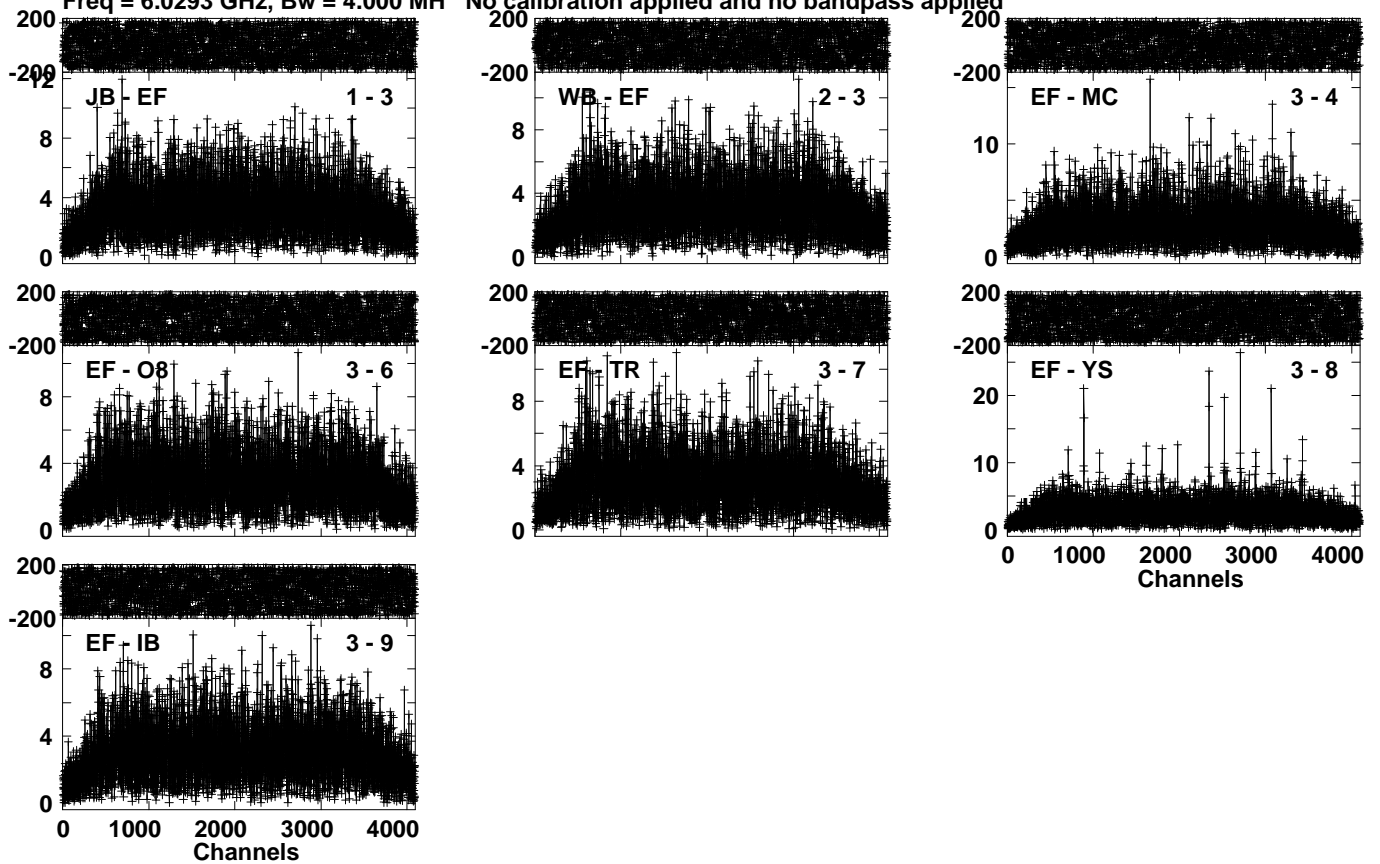 Freq = 6.0293 GHz, Bw = 4.000 MH No calibration applied and no bandpass applied
200 200 200
-200 -200 -200
12
JB - EF 1 - 3 WB - EF 2 - 3 EF - MC 3 - 4
8 8 10
4 4
0 0 0
200 200 200
-200 -200 -200
EF - O8 3 - 6 EF - TR 3 - 7 EF - YS 3 - 8
8 8 20
4 4 10
0 0 0
0 1000 2000 3000 4000
Channels
200
-200
EF - IB 3 - 9
8
4
0
0 1000 2000 3000 4000
Channels